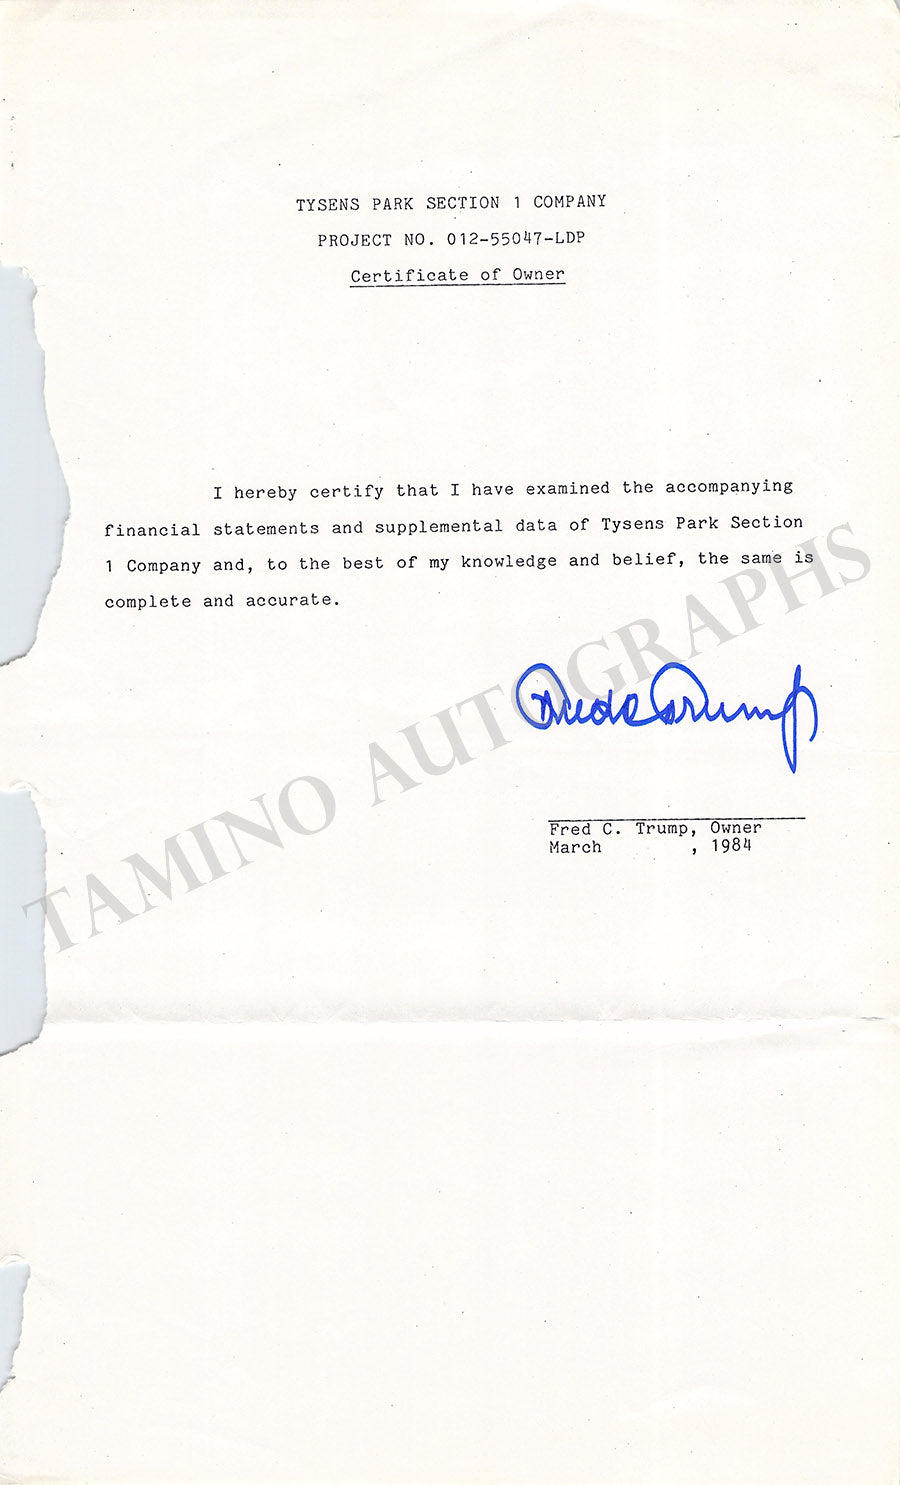 TYSENS PARK SECTION 1 COMPANY
PROJECT NO. 012-55047-LDP
Certificate of Owner
I hereby certify that I have examined the accompanying
financial statements and supplemental data of Tysens Park Section
1 Company and, to the best of my knowledge and belief, the same is
complete and accurate.
Fred C Trump
Fred C. Trump, Owner
March , 1984
TAMINO AUTOGRAPHS